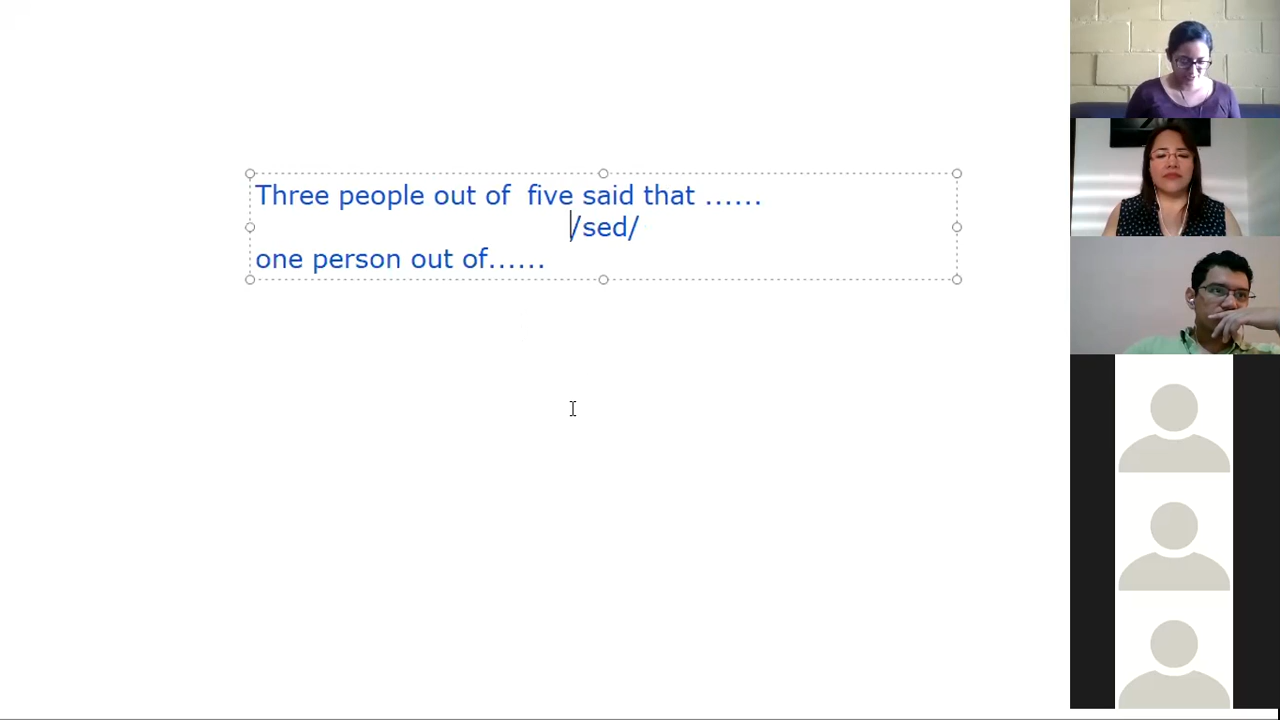 Three people out of  five said that ......
/sed/
one person out of......